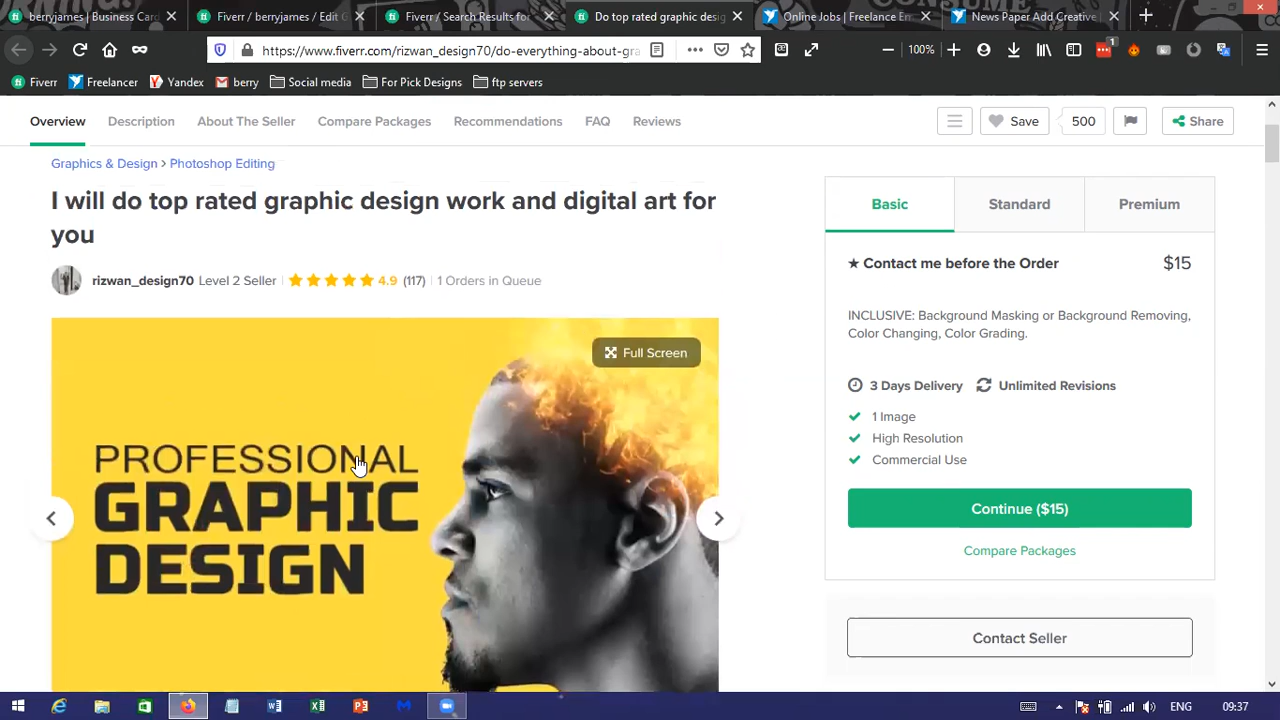 berryjames | Business Card
Fiverr / berryjames / Edit G
Fiverr / Search Results for
Do top rated graphic desig
Online Jobs | Freelance Em
News Paper Add Creative |
https://www.fiverr.com/rizwan_design70/do-everything-about-gra
100%
1
Fiverr
Freelancer
Yandex
berry
Social media
For Pick Designs
ftp servers
Overview
Description
About The Seller
Compare Packages
Recommendations
FAQ
Reviews
Save
500
Share
Graphics & Design > Photoshop Editing
I will do top rated graphic design work and digital art for
you
rizwan_design70 Level 2 Seller 4.9 (117) 1 Orders in Queue
Full Screen
PROFESSIONAL
GRAPHIC
DESIGN
Basic
Standard
Premium
★ Contact me before the Order $15
INCLUSIVE: Background Masking or Background Removing,
Color Changing, Color Grading.
3 Days Delivery Unlimited Revisions
1 Image
High Resolution
Commercial Use
Continue ($15)
Compare Packages
Contact Seller
ENG
09:37